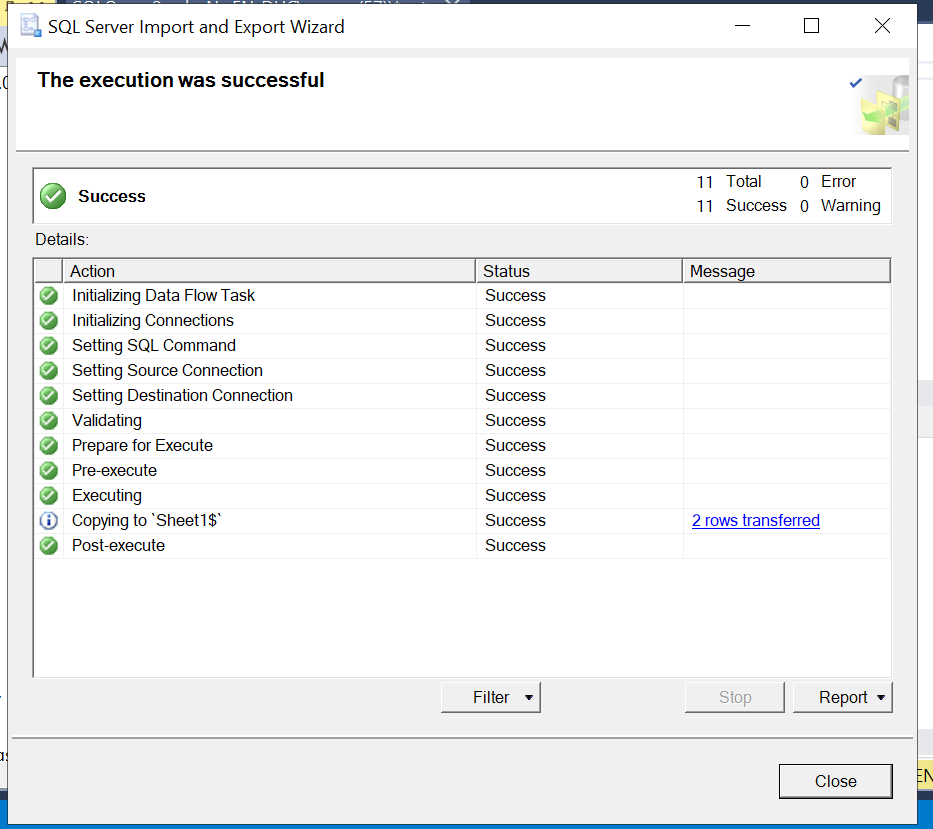 SQL Server Import and Export Wizard
The execution was successful
Success
11 Total 0 Error
11 Success 0 Warning
Details:
Action Status Message
Initializing Data Flow Task Success
Initializing Connections Success
Setting SQL Command Success
Setting Source Connection Success
Setting Destination Connection Success
Validating Success
Prepare for Execute Success
Pre-execute Success
Executing Success
Copying to `Sheet1$` Success 2 rows transferred
Post-execute Success
Filter Stop Report
EN
Close